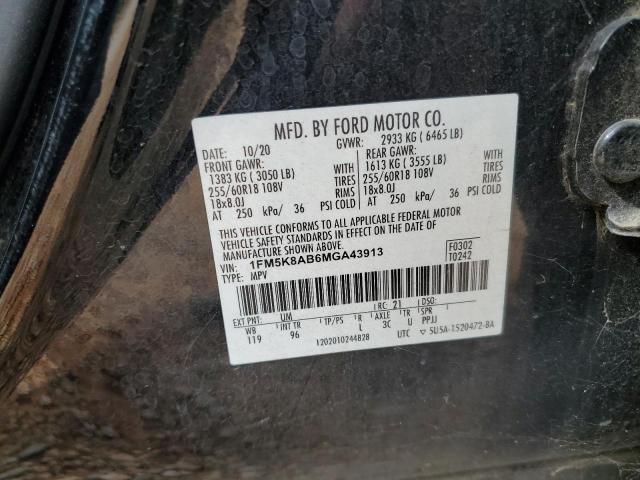 MFD. BY FORD MOTOR CO.
DATE: 10/20 GVWR: 2933 KG ( 6465 LB)
FRONT GAWR: REAR GAWR:
1383 KG ( 3050 LB) 1613 KG ( 3555 LB)
255/60R18 108V TIRES 255/60R18 108V TIRES
18x8.0J RIMS 18x8.0J RIMS
AT 250 kPa/ 36 PSI COLD AT 250 kPa/ 36 PSI COLD
THIS VEHICLE CONFORMS TO ALL APPLICABLE FEDERAL MOTOR
VEHICLE SAFETY STANDARDS IN EFFECT ON THE DATE OF
MANUFACTURE SHOWN ABOVE.
VIN: 1FM5K8AB6MGA43913 F0302
TYPE: MPV T0242
EXT PNT: UM RC: 21 DSO:
WB INT TR TP/PS R AXLE TR SPR
119 96 L 3C U PPJJ
1202010244828 UTC ▽ 5U5A-1520472-BA